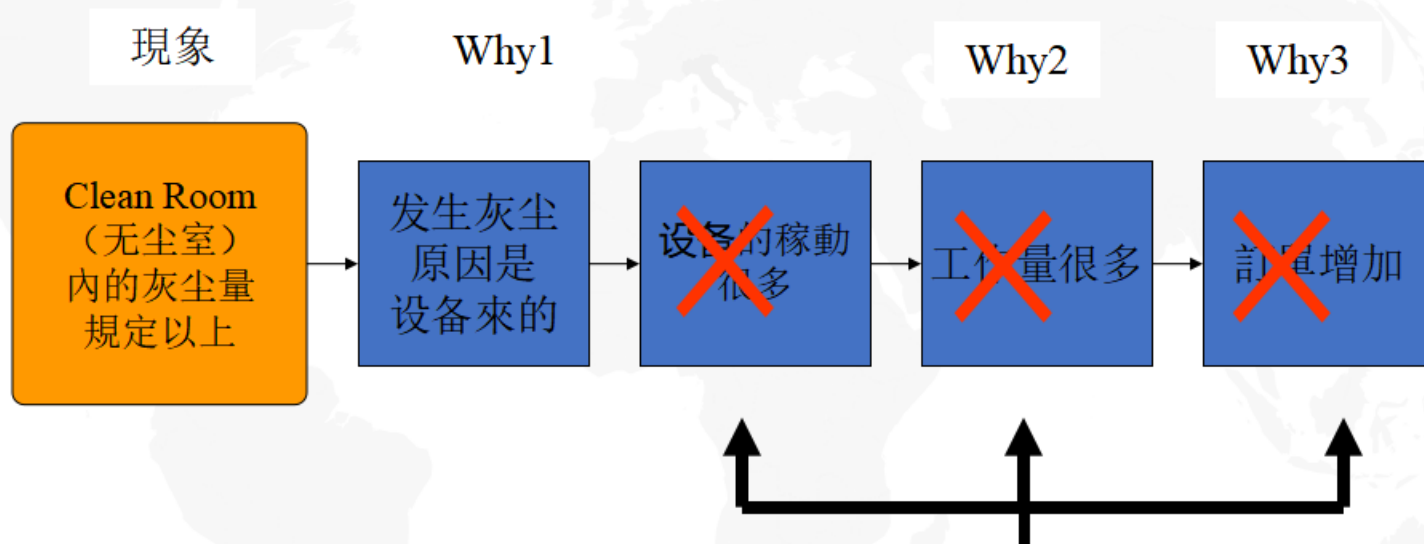 現象
Why1
Why2
Why3
Clean Room
（无尘室）
內的灰尘量
規定以上
发生灰尘
原因是
设备來的
设备的稼動
很多
工作量很多
訂單增加